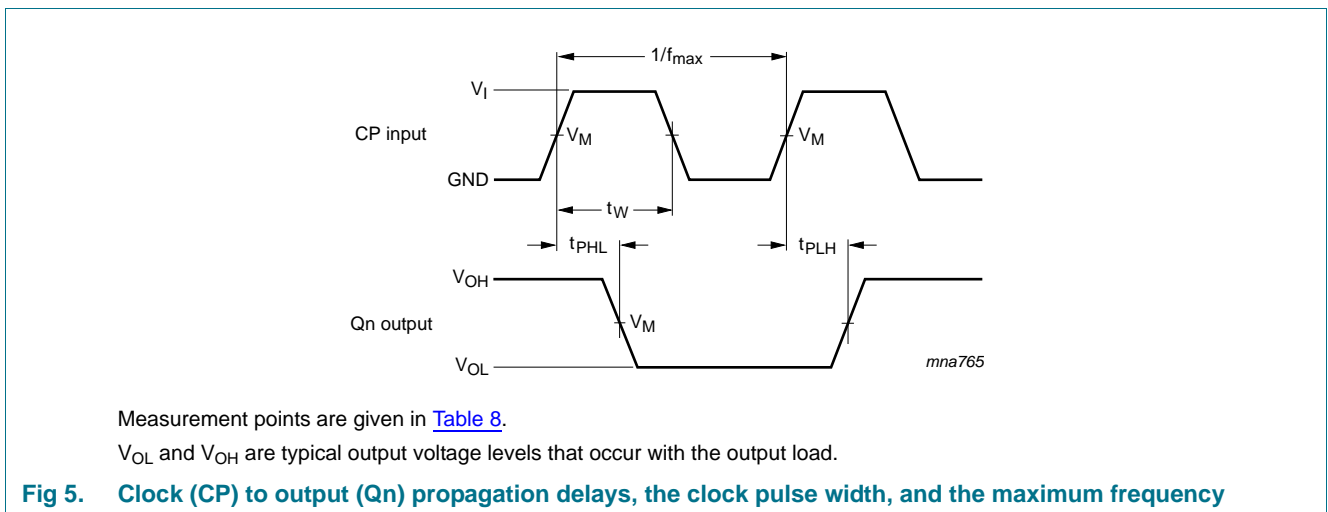 1/fmax
VI
CP input
VM
VM
GND
tW
tPHL
tPLH
VOH
Qn output
VM
VOL
mna765
Measurement points are given in Table 8.
VOL and VOH are typical output voltage levels that occur with the output load.
Fig 5. Clock (CP) to output (Qn) propagation delays, the clock pulse width, and the maximum frequency